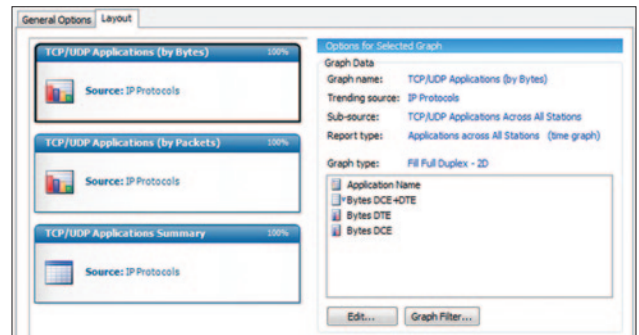 General Options Layout
TCP/UDP Applications (by Bytes) 100%
Source: IP Protocols
TCP/UDP Applications (by Packets) 100%
Source: IP Protocols
TCP/UDP Applications Summary 100%
Source: IP Protocols
Options for Selected Graph
Graph Data
Graph name: TCP/UDP Applications (by Bytes)
Trending source: IP Protocols
Sub-source: TCP/UDP Applications Across All Stations
Report type: Applications across All Stations (time graph)
Graph type: Fill Full Duplex - 2D
Application Name
Bytes DCE+DTE
Bytes DTE
Bytes DCE
Edit... Graph Filter...